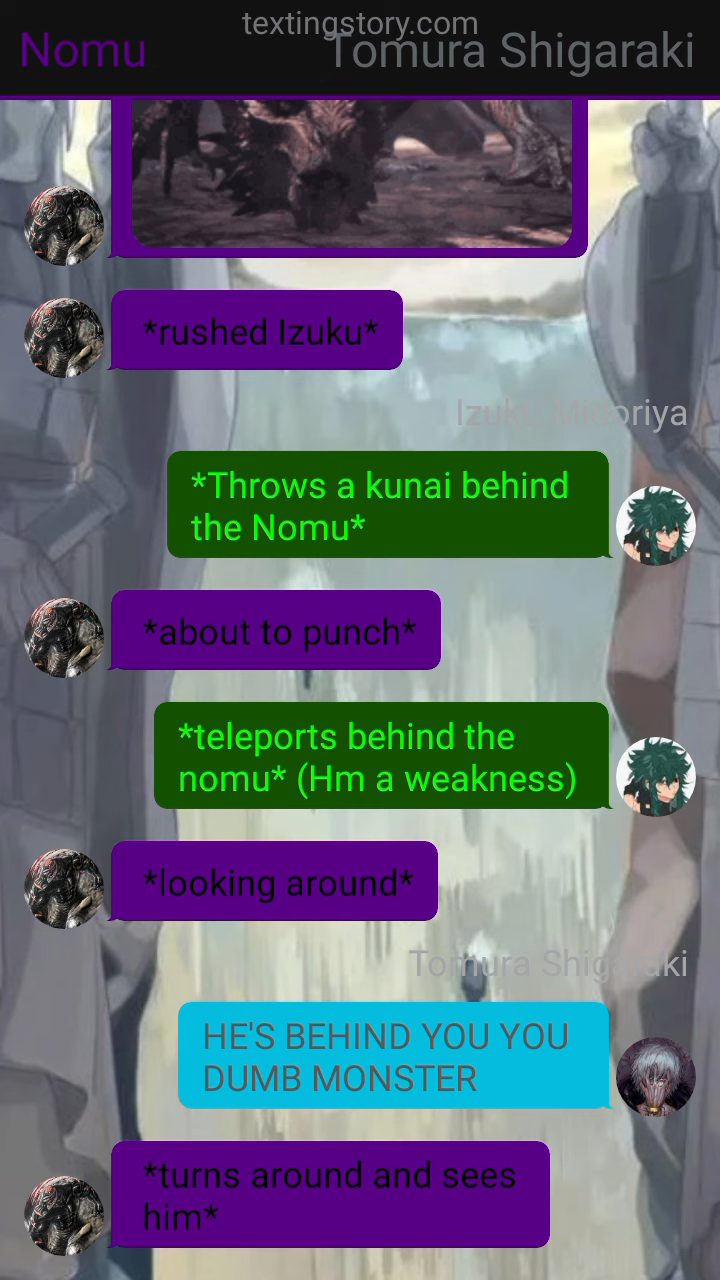 textingstory.com
Nomu
Tomura Shigaraki
*rushed Izuku*
Izuku Midoriya
*Throws a kunai behind
the Nomu*
*about to punch*
*teleports behind the
nomu* (Hm a weakness)
*looking around*
Tomura Shigaraki
HE'S BEHIND YOU YOU
DUMB MONSTER
*turns around and sees
him*